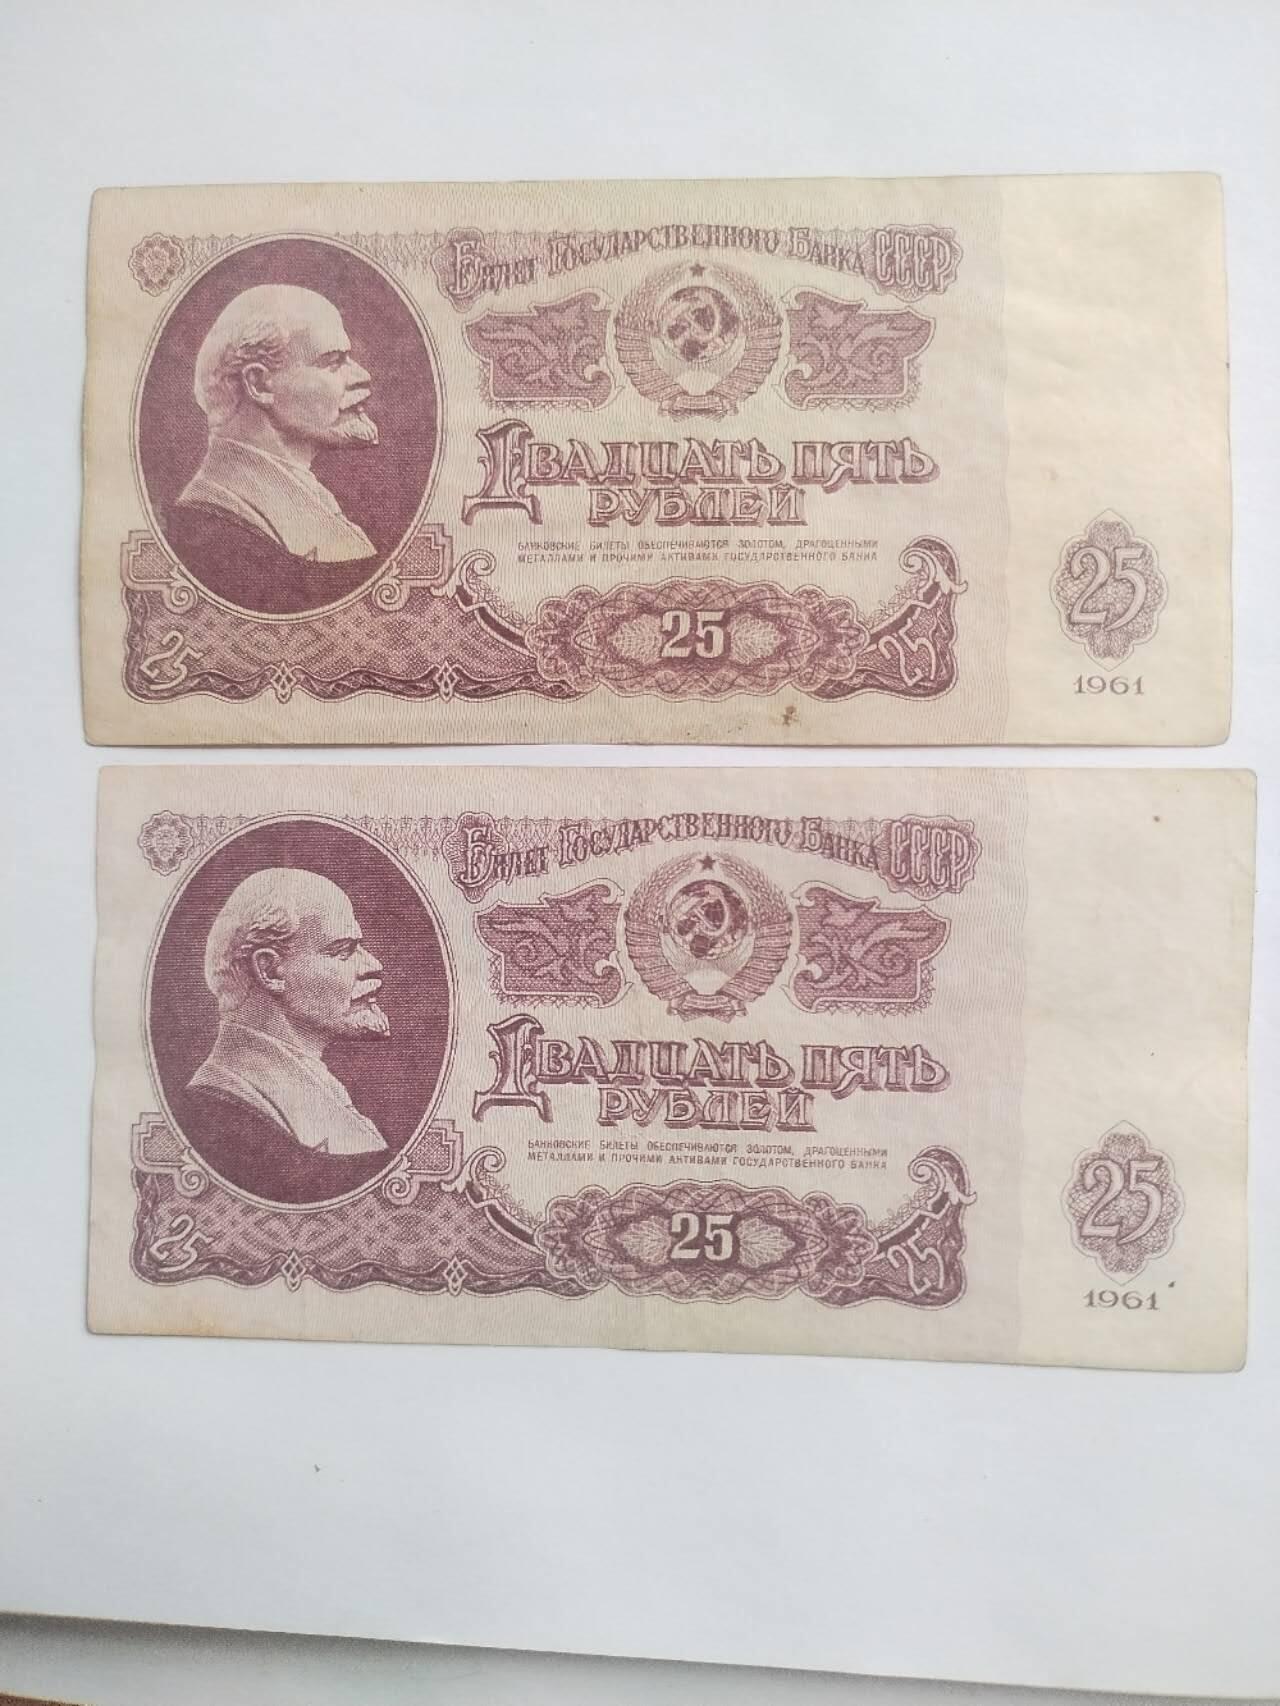 Билет Государственного Банка СССР
Двадцать пять
рублей
БАНКОВСКИЕ БИЛЕТЫ ОБЕСПЕЧИВАЮТСЯ ЗОЛОТОМ, ДРАГОЦЕННЫМИ
МЕТАЛЛАМИ И ПРОЧИМИ АКТИВАМИ ГОСУДАРСТВЕННОГО БАНКА
25
25
25
25
1961
Билет Государственного Банка СССР
Двадцать пять
рублей
БАНКОВСКИЕ БИЛЕТЫ ОБЕСПЕЧИВАЮТСЯ ЗОЛОТОМ, ДРАГОЦЕННЫМИ
МЕТАЛЛАМИ И ПРОЧИМИ АКТИВАМИ ГОСУДАРСТВЕННОГО БАНКА
25
25
25
25
1961